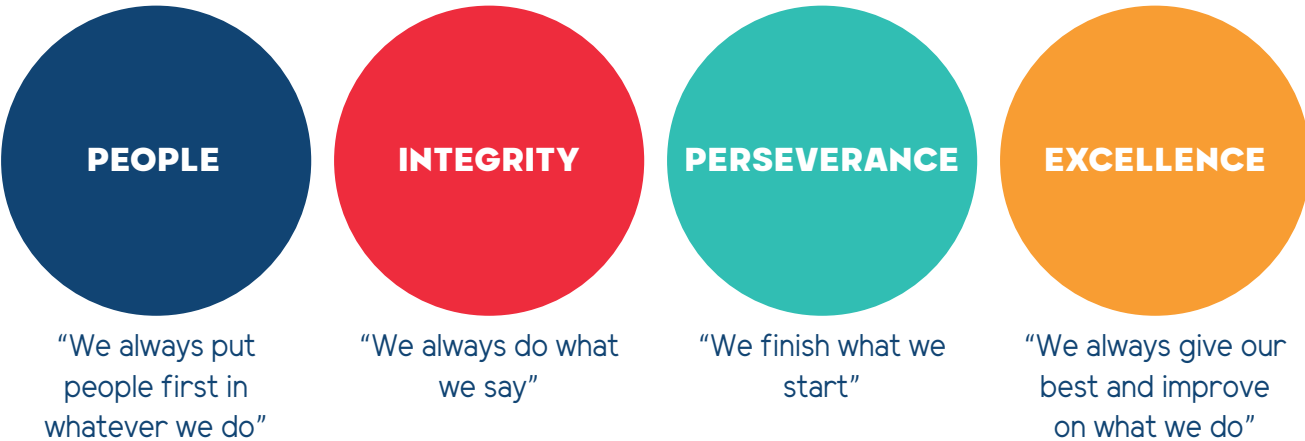 PEOPLE
INTEGRITY
PERSEVERANCE
EXCELLENCE
“We always put
people first in
whatever we do”
“We always do what
we say”
“We finish what we
start”
“We always give our
best and improve
on what we do”